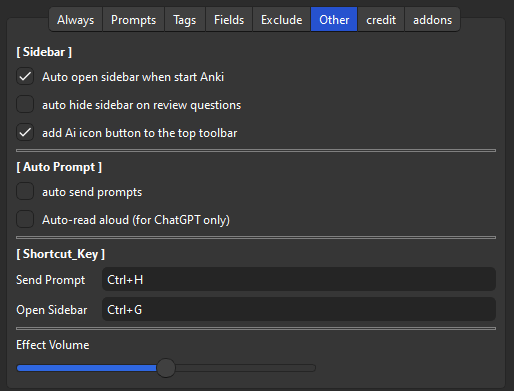 Always Prompts Tags Fields Exclude Other credit addons
[ Sidebar ]
Auto open sidebar when start Anki
auto hide sidebar on review questions
add Ai icon button to the top toolbar
[ Auto Prompt ]
auto send prompts
Auto-read aloud (for ChatGPT only)
[ Shortcut_Key ]
Send Prompt Ctrl+H
Open Sidebar Ctrl+G
Effect Volume